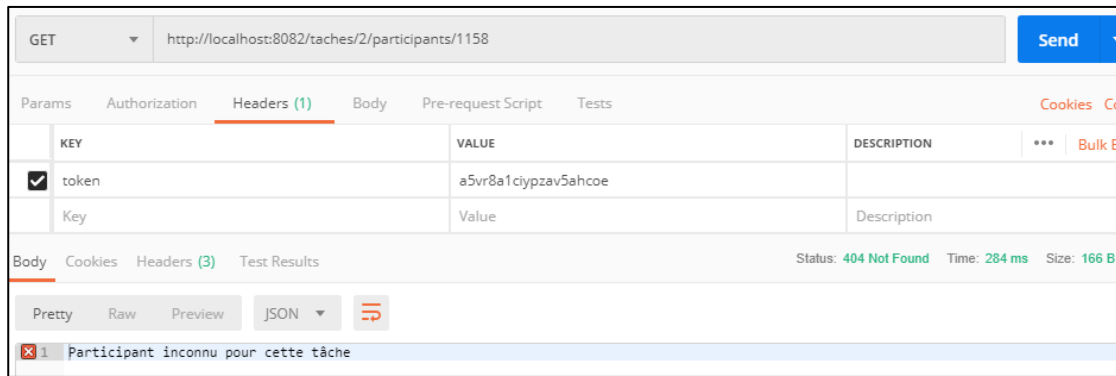 GET http://localhost:8082/taches/2/participants/1158 Send
Params Authorization Headers (1) Body Pre-request Script Tests Cookies
KEY VALUE DESCRIPTION ••• Bulk
token a5vr8a1ciypzav5ahcoe
Key Value Description
Body Cookies Headers (3) Test Results Status: 404 Not Found Time: 284 ms Size: 166 B
Pretty Raw Preview JSON
1 Participant inconnu pour cette tâche